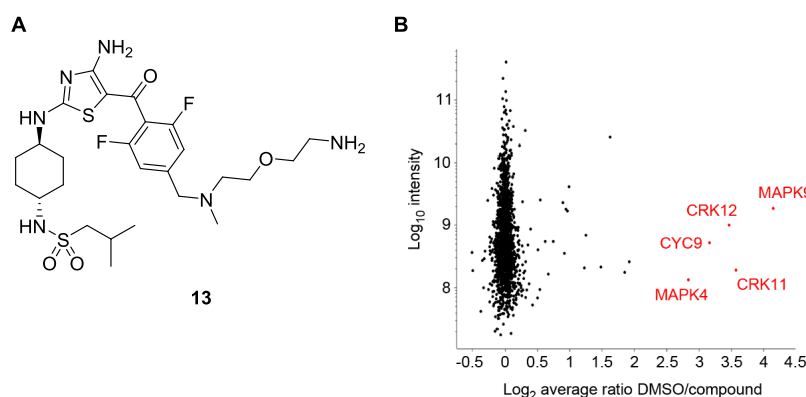 A
B
NH₂
N
O
HN
S
F
F
NH₂
O
N
HN
S
O
O
13
Log₁₀ intensity
11
10
9
8
MAPK9
CRK12
CYC9
CRK11
MAPK4
-0.5 0 0.5 1 1.5 2 2.5 3 3.5 4 4.5
Log₂ average ratio DMSO/compound